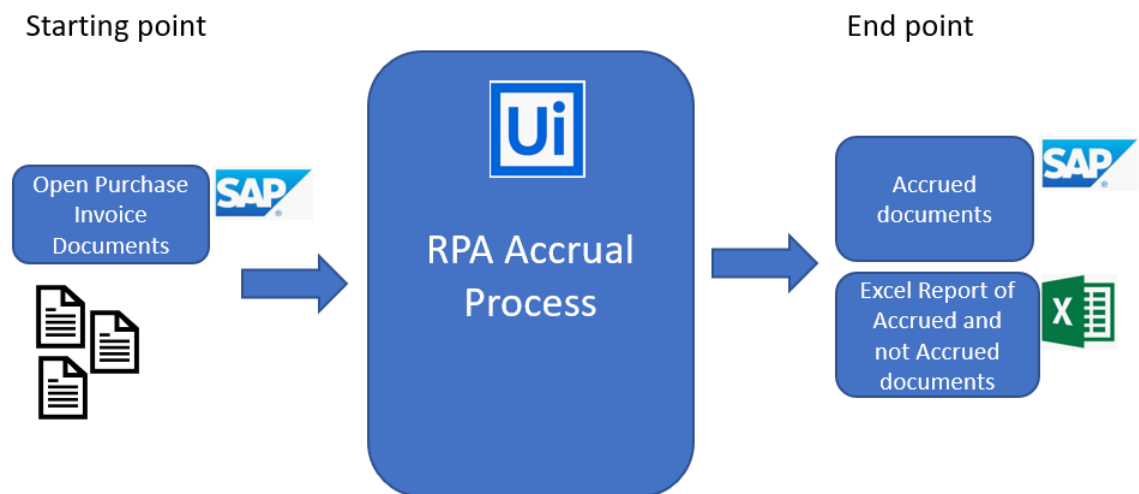 Starting point
End point
Ui
Open Purchase
Invoice
Documents
SAP
®
RPA Accrual
Process
Accrued
documents
SAP
®
Excel Report of
Accrued and
not Accrued
documents
X